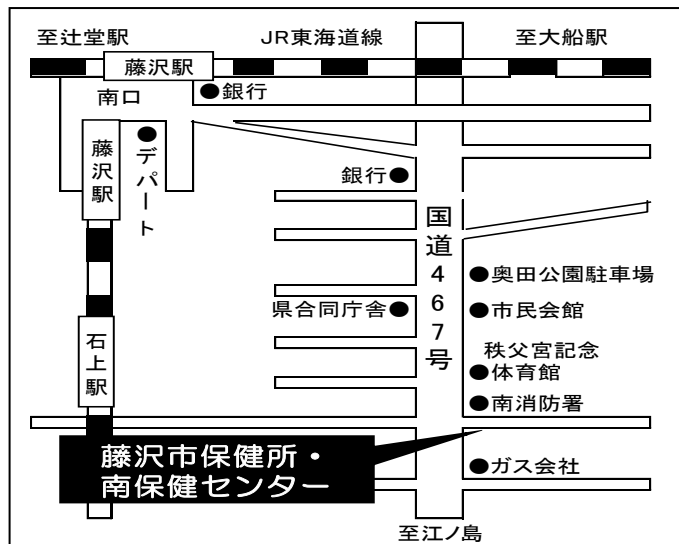 至辻堂駅
JR東海道線
至大船駅
藤沢駅
南口
銀行
藤沢駅
デパート
銀行
国道467号
奥田公園駐車場
県合同庁舎
市民会館
石上駅
秩父宮記念
体育館
南消防署
藤沢市保健所・
南保健センター
ガス会社
至江ノ島